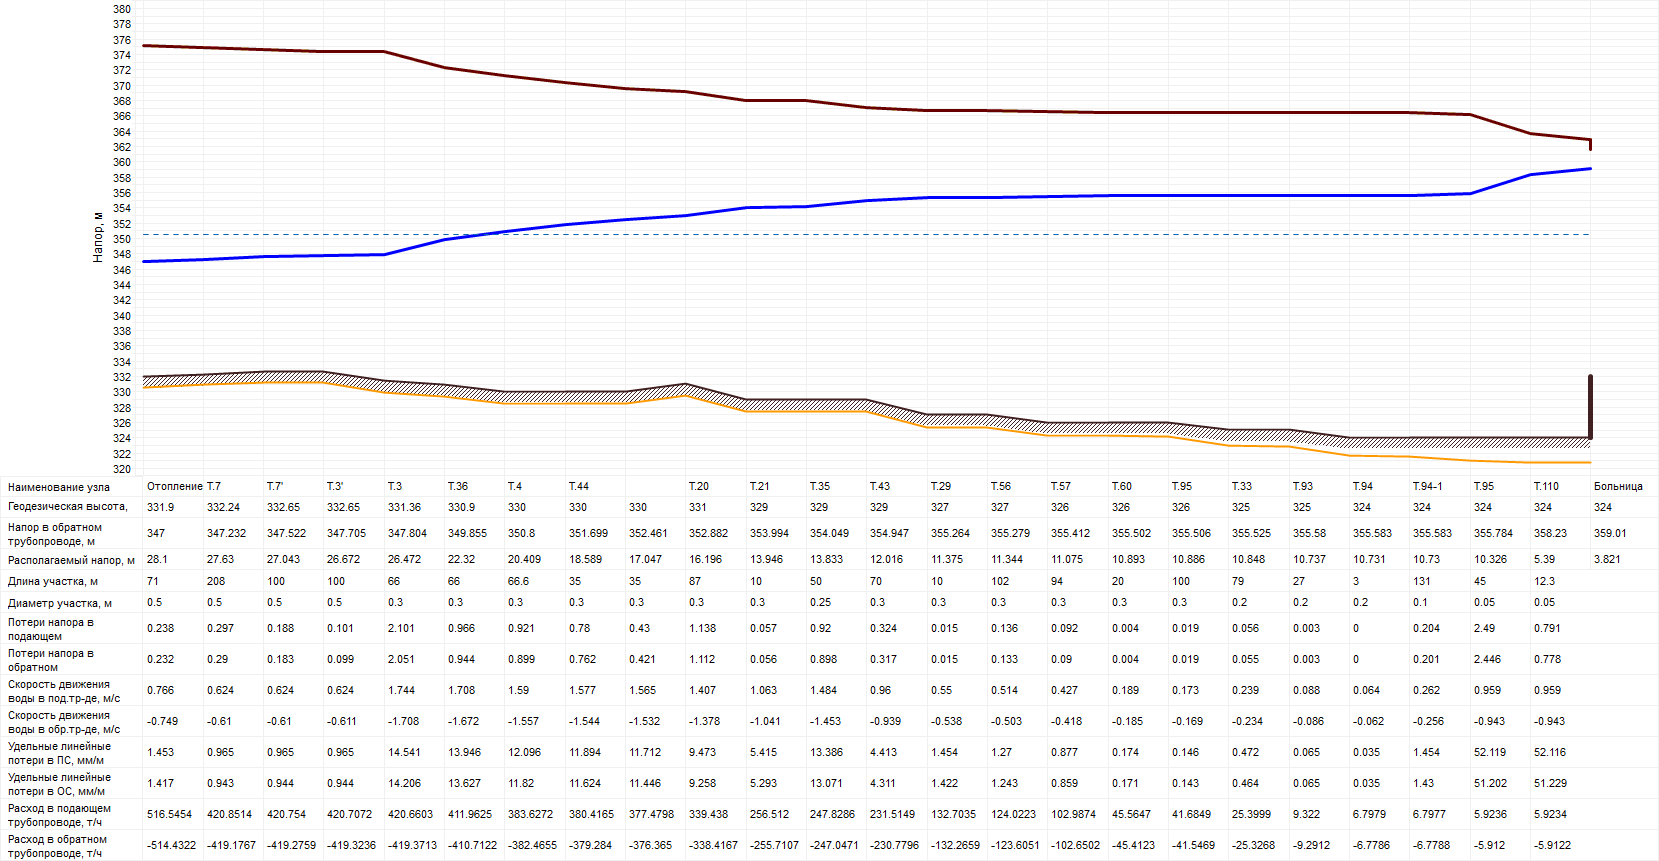 380
378
376
374
372
370
368
366
364
362
360
358
356
354
352
350
348
346
344
342
340
338
336
334
332
330
328
326
324
322
320
Напор, м
Наименование узла Отопление Т.7 Т.7' Т.3' Т.3 Т.36 Т.4 Т.44 Т.20 Т.21 Т.35 Т.43 Т.29 Т.56 Т.57 Т.60 Т.95 Т.33 Т.93 Т.94 Т.94-1 Т.95 Т.110 Больница
Геодезическая высота, 331.9 332.24 332.65 332.65 331.36 330.9 330 330 330 331 329 329 329 327 327 326 326 326 325 325 324 324 324 324 324
Напор в обратном
трубопроводе, м 347 347.232 347.522 347.705 347.804 349.855 350.8 351.699 352.461 352.882 353.994 354.049 354.947 355.264 355.279 355.412 355.502 355.506 355.525 355.58 355.583 355.583 355.784 358.23 359.01
Располагаемый напор, м 28.1 27.63 27.043 26.672 26.472 22.32 20.409 18.589 17.047 16.196 13.946 13.833 12.016 11.375 11.344 11.075 10.893 10.886 10.848 10.737 10.731 10.73 10.326 5.39 3.821
Длина участка, м 71 208 100 100 66 66 66.6 35 35 87 10 50 70 10 102 94 20 100 79 27 3 131 45 12.3
Диаметр участка, м 0.5 0.5 0.5 0.5 0.3 0.3 0.3 0.3 0.3 0.3 0.3 0.25 0.3 0.3 0.3 0.3 0.3 0.3 0.2 0.2 0.2 0.1 0.05 0.05
Потери напора в
подающем 0.238 0.297 0.188 0.101 2.101 0.966 0.921 0.78 0.43 1.138 0.057 0.92 0.324 0.015 0.136 0.092 0.004 0.019 0.056 0.003 0 0.204 2.49 0.791
Потери напора в
обратном 0.232 0.29 0.183 0.099 2.051 0.944 0.899 0.762 0.421 1.112 0.056 0.898 0.317 0.015 0.133 0.09 0.004 0.019 0.055 0.003 0 0.201 2.446 0.778
Скорость движения
воды в под.тр-де, м/с 0.766 0.624 0.624 0.624 1.744 1.708 1.59 1.577 1.565 1.407 1.063 1.484 0.96 0.55 0.514 0.427 0.189 0.173 0.239 0.088 0.064 0.262 0.959 0.959
Скорость движения
воды в обр.тр-де, м/с -0.749 -0.61 -0.61 -0.611 -1.708 -1.672 -1.557 -1.544 -1.532 -1.378 -1.041 -1.453 -0.939 -0.538 -0.503 -0.418 -0.185 -0.169 -0.234 -0.086 -0.062 -0.256 -0.943 -0.943
Удельные линейные
потери в ПС, мм/м 1.453 0.965 0.965 0.965 14.541 13.946 12.096 11.894 11.712 9.473 5.415 13.386 4.413 1.454 1.27 0.877 0.174 0.146 0.472 0.065 0.035 1.454 52.119 52.116
Удельные линейные
потери в ОС, мм/м 1.417 0.943 0.944 0.944 14.206 13.627 11.82 11.624 11.446 9.258 5.293 13.071 4.311 1.422 1.243 0.859 0.171 0.143 0.464 0.065 0.035 1.43 51.202 51.229
Расход в подающем
трубопроводе, т/ч 516.5454 420.8514 420.754 420.7072 420.6603 411.9625 383.6272 380.4165 377.4798 339.438 256.512 247.8286 231.5149 132.7035 124.0223 102.9874 45.5647 41.6849 25.3999 9.322 6.7979 6.7977 5.9236 5.9234
Расход в обратном
трубопроводе, т/ч -514.4322 -419.1767 -419.2759 -419.3236 -419.3713 -410.7122 -382.4655 -379.284 -376.365 -338.4167 -255.7107 -247.0471 -230.7796 -132.2659 -123.6051 -102.6502 -45.4123 -41.5469 -25.3268 -9.2912 -6.7786 -6.7788 -5.912 -5.9122